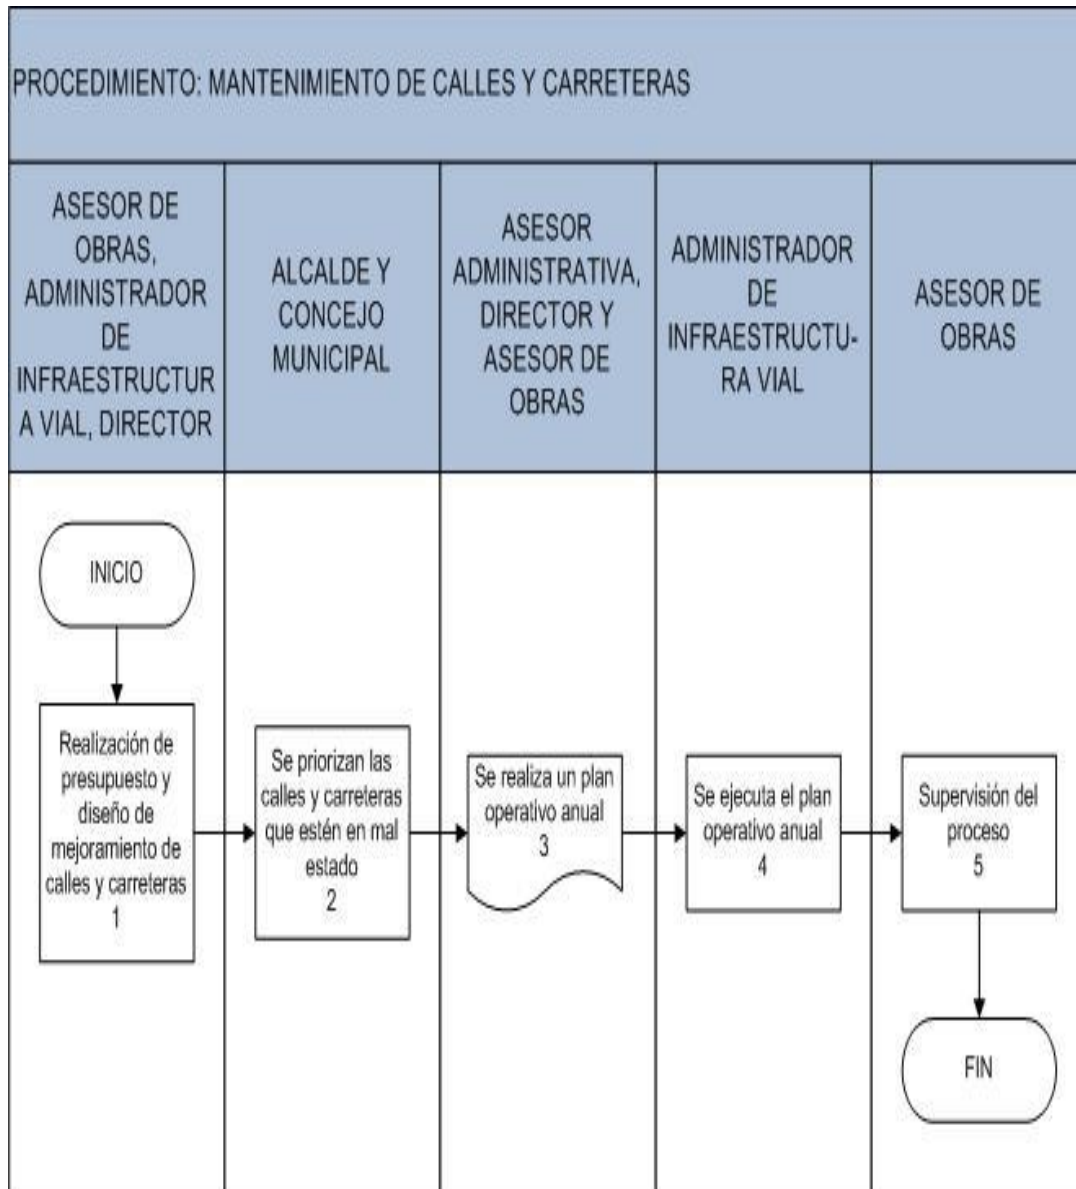 PROCEDIMIENTO: MANTENIMIENTO DE CALLES Y CARRETERAS
ASESOR DE
OBRAS,
ADMINISTRADOR
DE
INFRAESTRUCTUR
A VIAL, DIRECTOR
ALCALDE Y
CONCEJO
MUNICIPAL
ASESOR
ADMINISTRATIVA,
DIRECTOR Y
ASESOR DE
OBRAS
ADMINISTRADOR
DE
INFRAESTRUCTU-
RA VIAL
ASESOR DE
OBRAS
INICIO
Realización de
presupuesto y
diseño de
mejoramiento de
calles y carreteras
1
Se priorizan las
calles y carreteras
que estén en mal
estado
2
Se realiza un plan
operativo anual
3
Se ejecuta el plan
operativo anual
4
Supervisión del
proceso
5
FIN